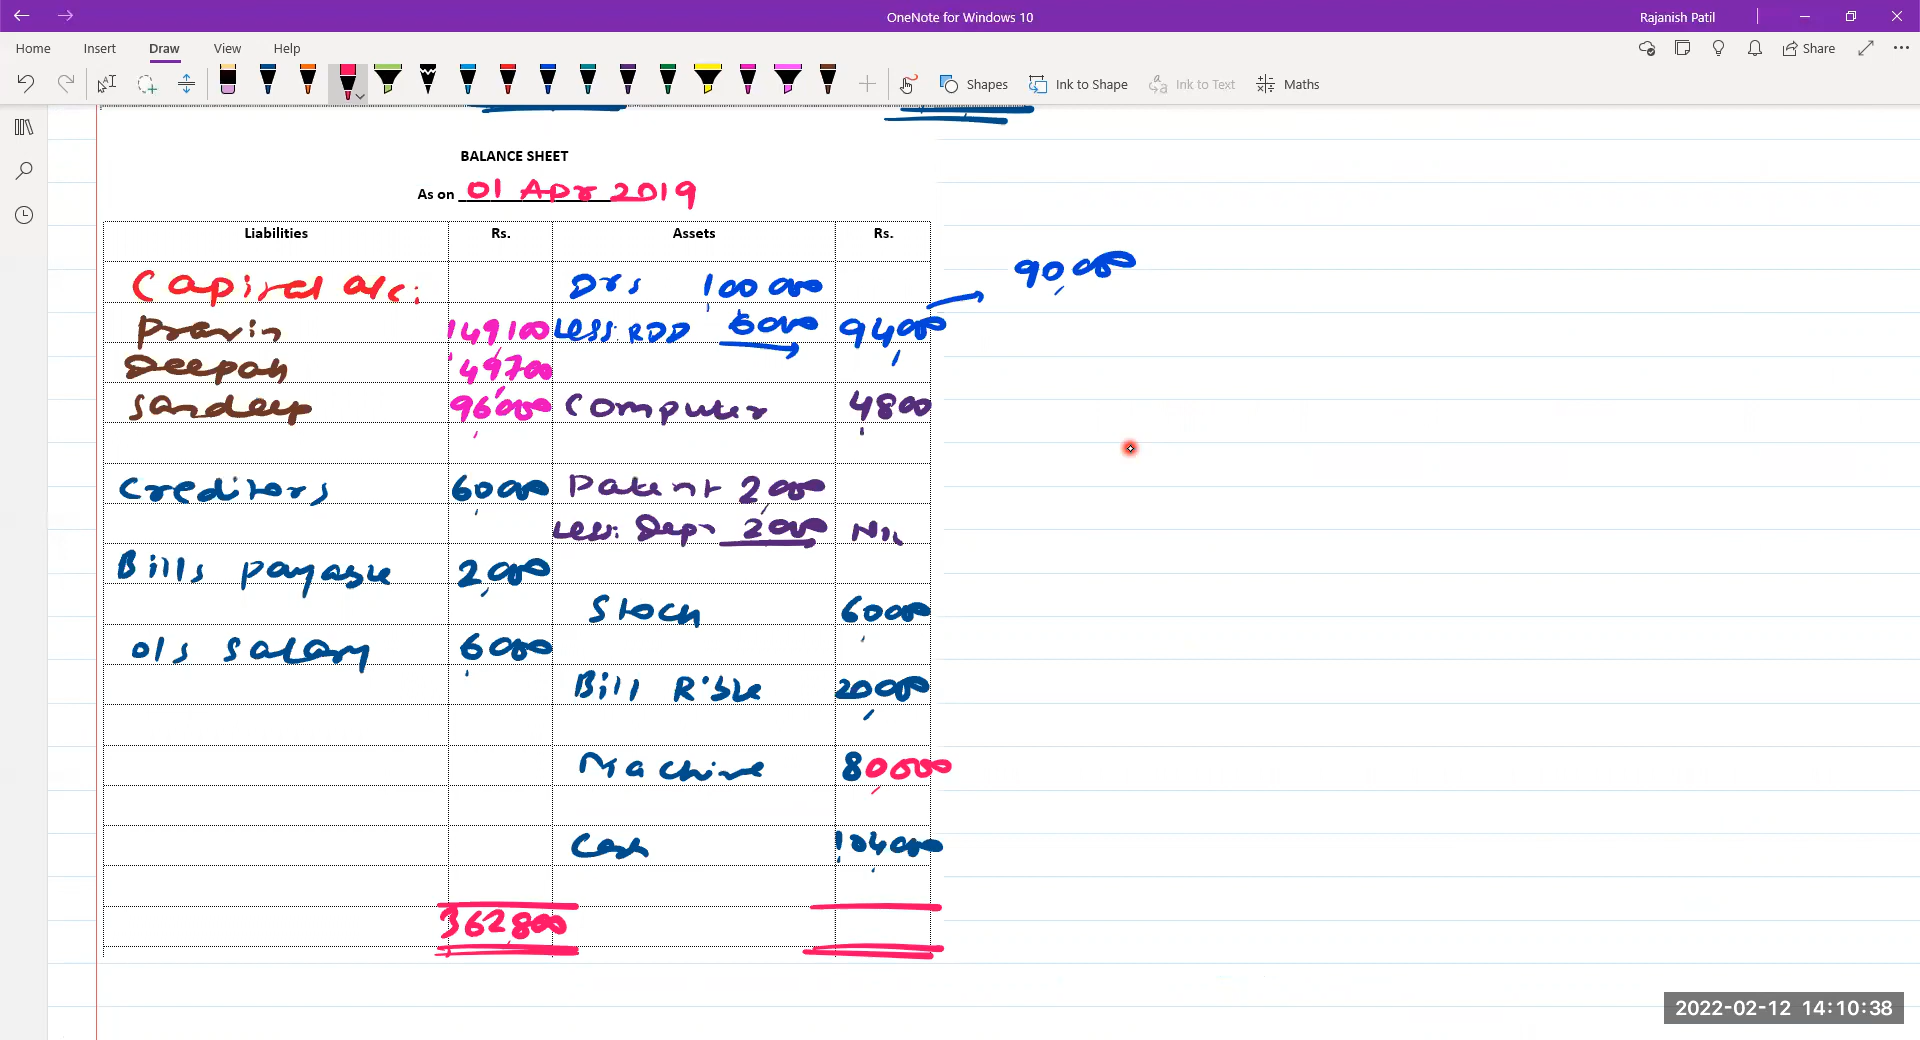 OneNote for Windows 10
Rajanish Patil
Home Insert Draw View Help
Share
Shapes Ink to Shape Ink to Text Maths
BALANCE SHEET
As on 01 Apr 2019
Liabilities Rs. Assets Rs.
Capital a/c: Drs 100000 90000
Pravin 149100 Less: RDD 6000 94000
Deepak 49700
Sandeep 96000 Computer 4800
Creditors 60000 Patent 2000
Less: Depr 2000 Nil
Bills payable 2000
Stock 60000
o/s salary 6000
Bill R'ble 20000
Machine 80000
Cash 104000
362800
2022-02-12 14:10:38